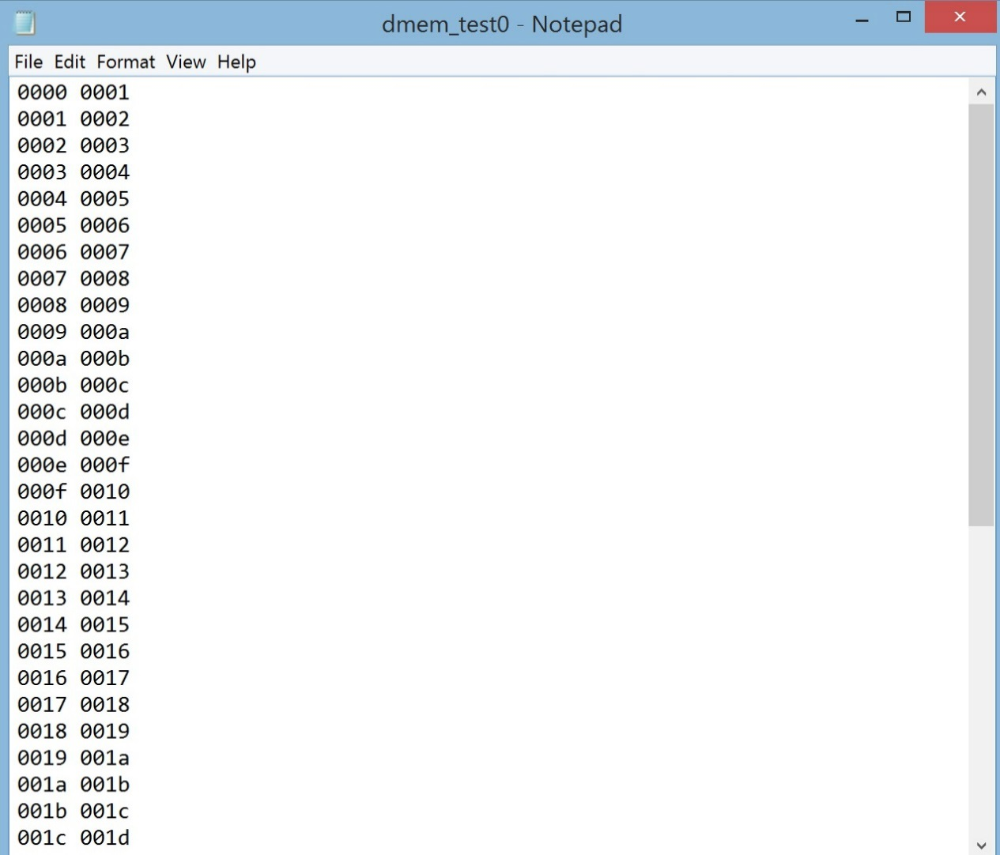 dmem_test0 - Notepad
File Edit Format View Help
0000 0001
0001 0002
0002 0003
0003 0004
0004 0005
0005 0006
0006 0007
0007 0008
0008 0009
0009 000a
000a 000b
000b 000c
000c 000d
000d 000e
000e 000f
000f 0010
0010 0011
0011 0012
0012 0013
0013 0014
0014 0015
0015 0016
0016 0017
0017 0018
0018 0019
0019 001a
001a 001b
001b 001c
001c 001d